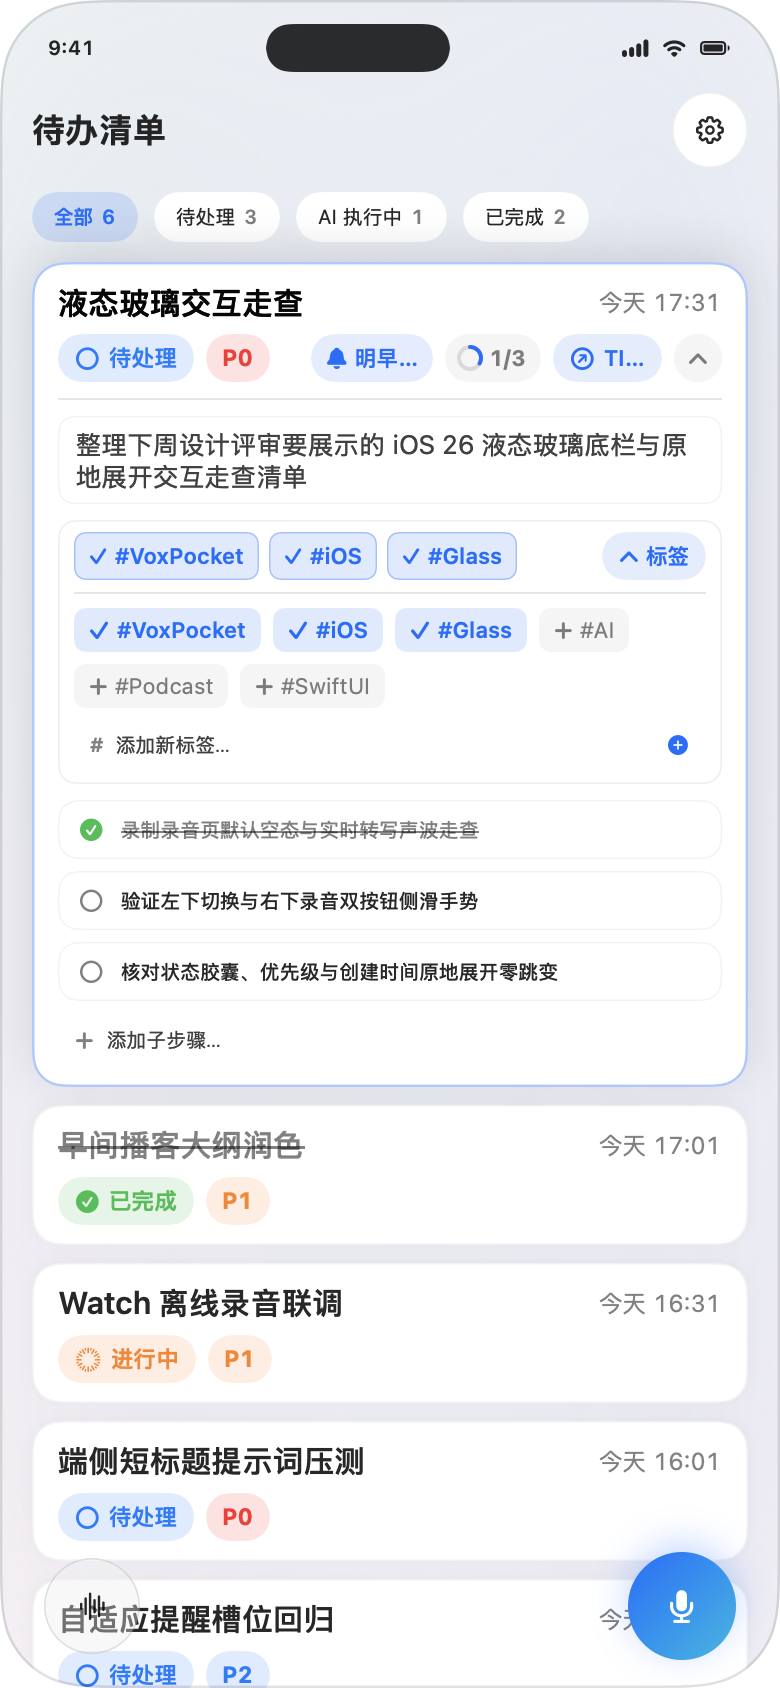 9:41
待办清单
全部 6 待处理 3 AI 执行中 1 已完成 2
液态玻璃交互走查 今天 17:31
待处理 P0 明早... 1/3 TI...
整理下周设计评审要展示的 iOS 26 液态玻璃底栏与原
地展开交互走查清单
#VoxPocket #iOS #Glass 标签
#VoxPocket #iOS #Glass + #AI
+ #Podcast + #SwiftUI
# 添加新标签...
录制录音页默认空态与实时转写声波走查
验证左下切换与右下录音双按钮侧滑手势
核对状态胶囊、优先级与创建时间原地展开零跳变
+ 添加子步骤...
早间播客大纲润色 今天 17:01
已完成 P1
Watch 离线录音联调 今天 16:31
进行中 P1
端侧短标题提示词压测 今天 16:01
待处理 P0
自适应提醒槽位回归 今
待处理 P2